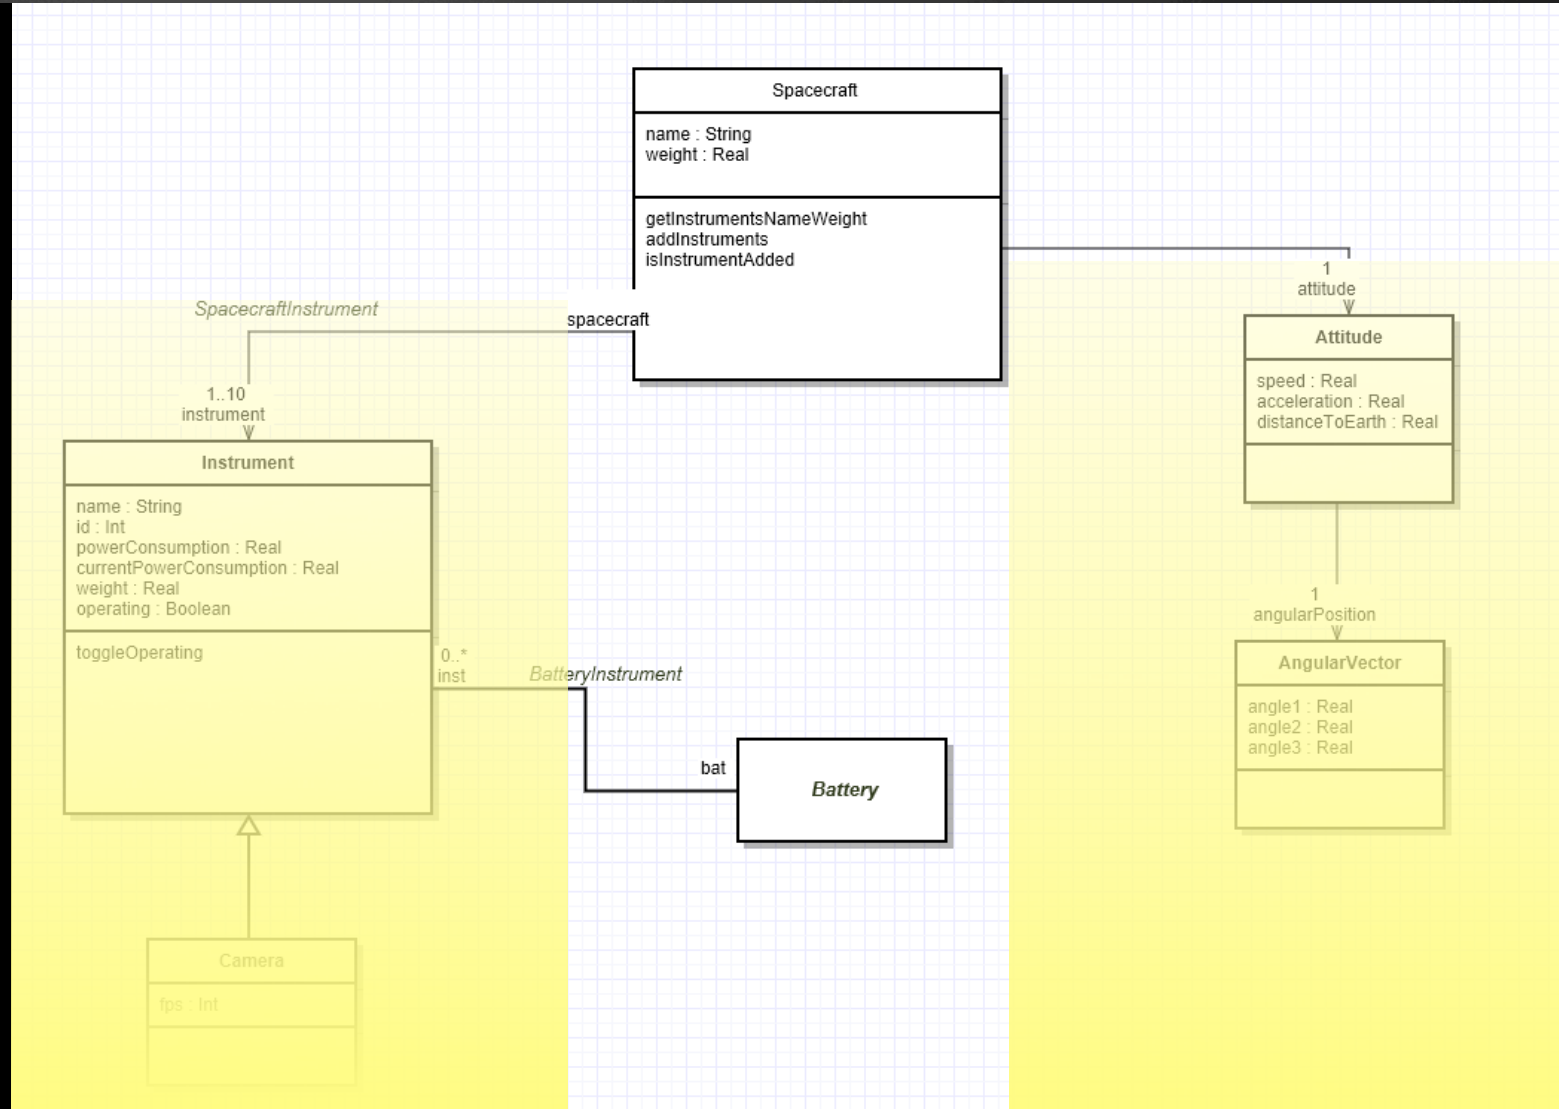 Spacecraft
name : String
weight : Real
getInstrumentsNameWeight
addInstruments
isInstrumentAdded
SpacecraftInstrument
spacecraft
1..10
instrument
1
attitude
Instrument
name : String
id : Int
powerConsumption : Real
currentPowerConsumption : Real
weight : Real
operating : Boolean
toggleOperating
0..*
inst
BatteryInstrument
bat
Battery
Attitude
speed : Real
acceleration : Real
distanceToEarth : Real
1
angularPosition
AngularVector
angle1 : Real
angle2 : Real
angle3 : Real
Camera
fps : Int